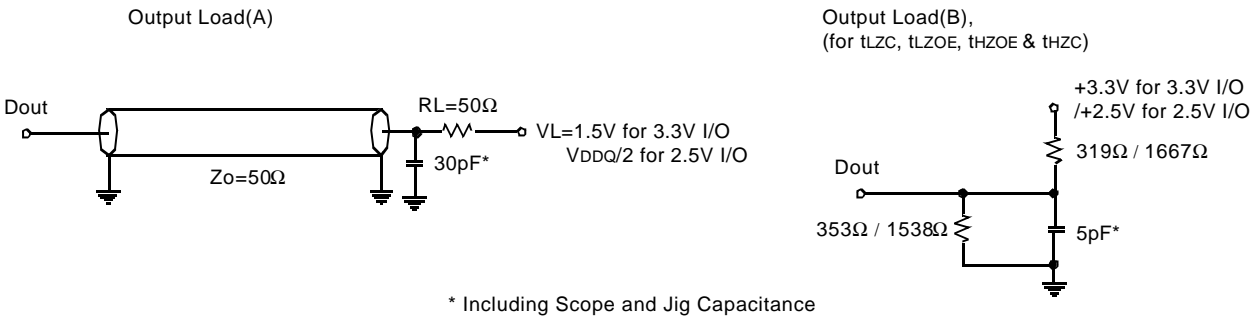 Output Load(A)
Dout
Zo=50Ω
RL=50Ω
30pF*
VL=1.5V for 3.3V I/O
VDDQ/2 for 2.5V I/O
Output Load(B),
(for tLZC, tLZOE, tHZOE & tHZC)
+3.3V for 3.3V I/O
/+2.5V for 2.5V I/O
319Ω / 1667Ω
Dout
353Ω / 1538Ω
5pF*
* Including Scope and Jig Capacitance